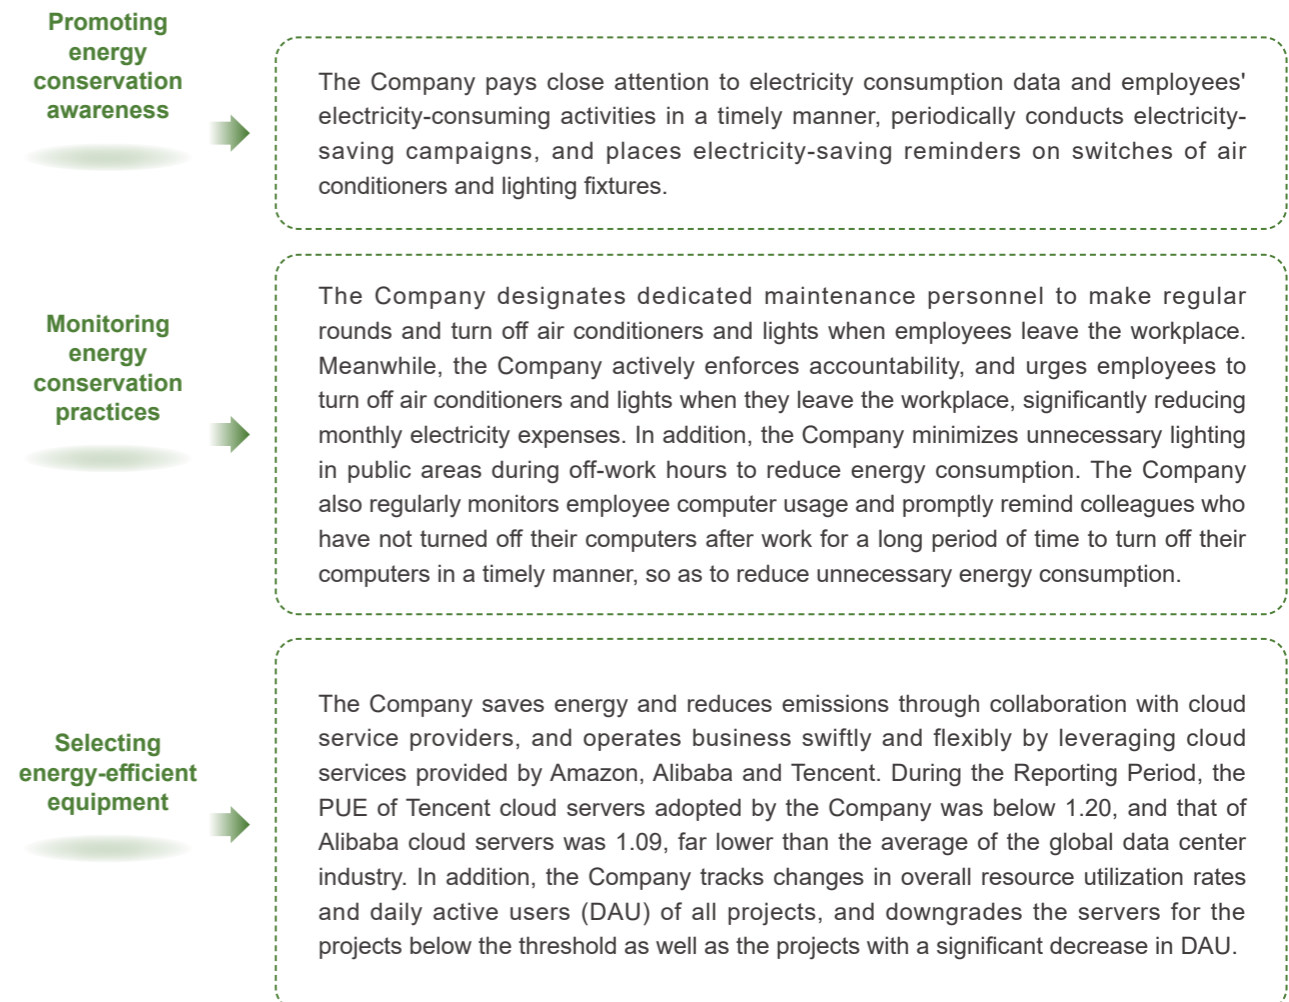 Promoting
energy
conservation
awareness
The Company pays close attention to electricity consumption data and employees'
electricity-consuming activities in a timely manner, periodically conducts electricity-
saving campaigns, and places electricity-saving reminders on switches of air
conditioners and lighting fixtures.
Monitoring
energy
conservation
practices
The Company designates dedicated maintenance personnel to make regular
rounds and turn off air conditioners and lights when employees leave the workplace.
Meanwhile, the Company actively enforces accountability, and urges employees to
turn off air conditioners and lights when they leave the workplace, significantly reducing
monthly electricity expenses. In addition, the Company minimizes unnecessary lighting
in public areas during off-work hours to reduce energy consumption. The Company
also regularly monitors employee computer usage and promptly remind colleagues who
have not turned off their computers after work for a long period of time to turn off their
computers in a timely manner, so as to reduce unnecessary energy consumption.
Selecting
energy-efficient
equipment
The Company saves energy and reduces emissions through collaboration with cloud
service providers, and operates business swiftly and flexibly by leveraging cloud
services provided by Amazon, Alibaba and Tencent. During the Reporting Period, the
PUE of Tencent cloud servers adopted by the Company was below 1.20, and that of
Alibaba cloud servers was 1.09, far lower than the average of the global data center
industry. In addition, the Company tracks changes in overall resource utilization rates
and daily active users (DAU) of all projects, and downgrades the servers for the
projects below the threshold as well as the projects with a significant decrease in DAU.